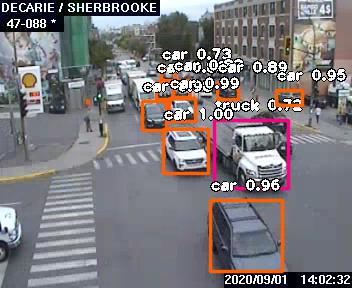 DECARIE / SHERBROOKE
47-088 *
car 0.73
car 0.89
car 0.95
car 0.99
truck 0.72
car 1.00
car 0.96
2020/09/01 14:02:32